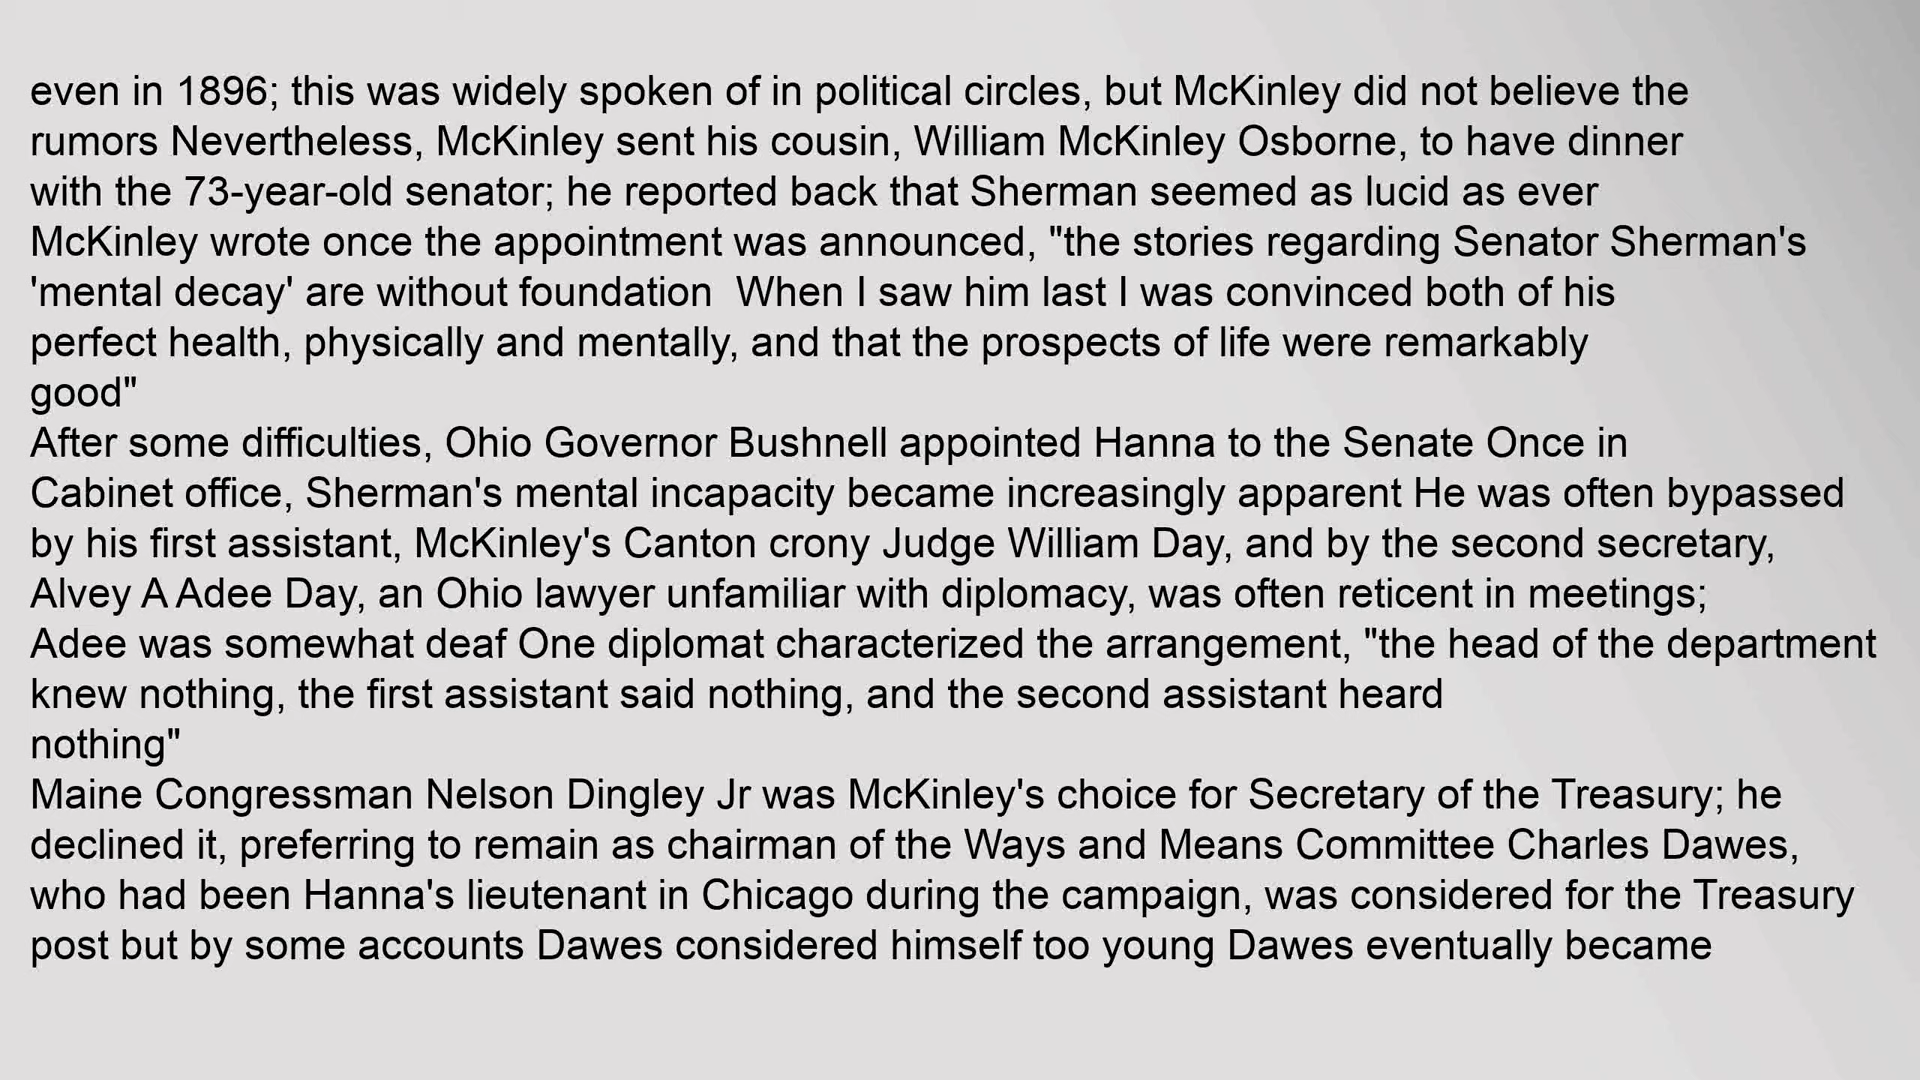 even in 1896; this was widely spoken of in political circles, but McKinley did not believe the
rumors Nevertheless, McKinley sent his cousin, William McKinley Osborne, to have dinner
with the 73-year-old senator; he reported back that Sherman seemed as lucid as ever
McKinley wrote once the appointment was announced, "the stories regarding Senator Sherman's
'mental decay' are without foundation  When I saw him last I was convinced both of his
perfect health, physically and mentally, and that the prospects of life were remarkably
good"
After some difficulties, Ohio Governor Bushnell appointed Hanna to the Senate Once in
Cabinet office, Sherman's mental incapacity became increasingly apparent He was often bypassed
by his first assistant, McKinley's Canton crony Judge William Day, and by the second secretary,
Alvey A Adee Day, an Ohio lawyer unfamiliar with diplomacy, was often reticent in meetings;
Adee was somewhat deaf One diplomat characterized the arrangement, "the head of the department
knew nothing, the first assistant said nothing, and the second assistant heard
nothing"
Maine Congressman Nelson Dingley Jr was McKinley's choice for Secretary of the Treasury; he
declined it, preferring to remain as chairman of the Ways and Means Committee Charles Dawes,
who had been Hanna's lieutenant in Chicago during the campaign, was considered for the Treasury
post but by some accounts Dawes considered himself too young Dawes eventually became